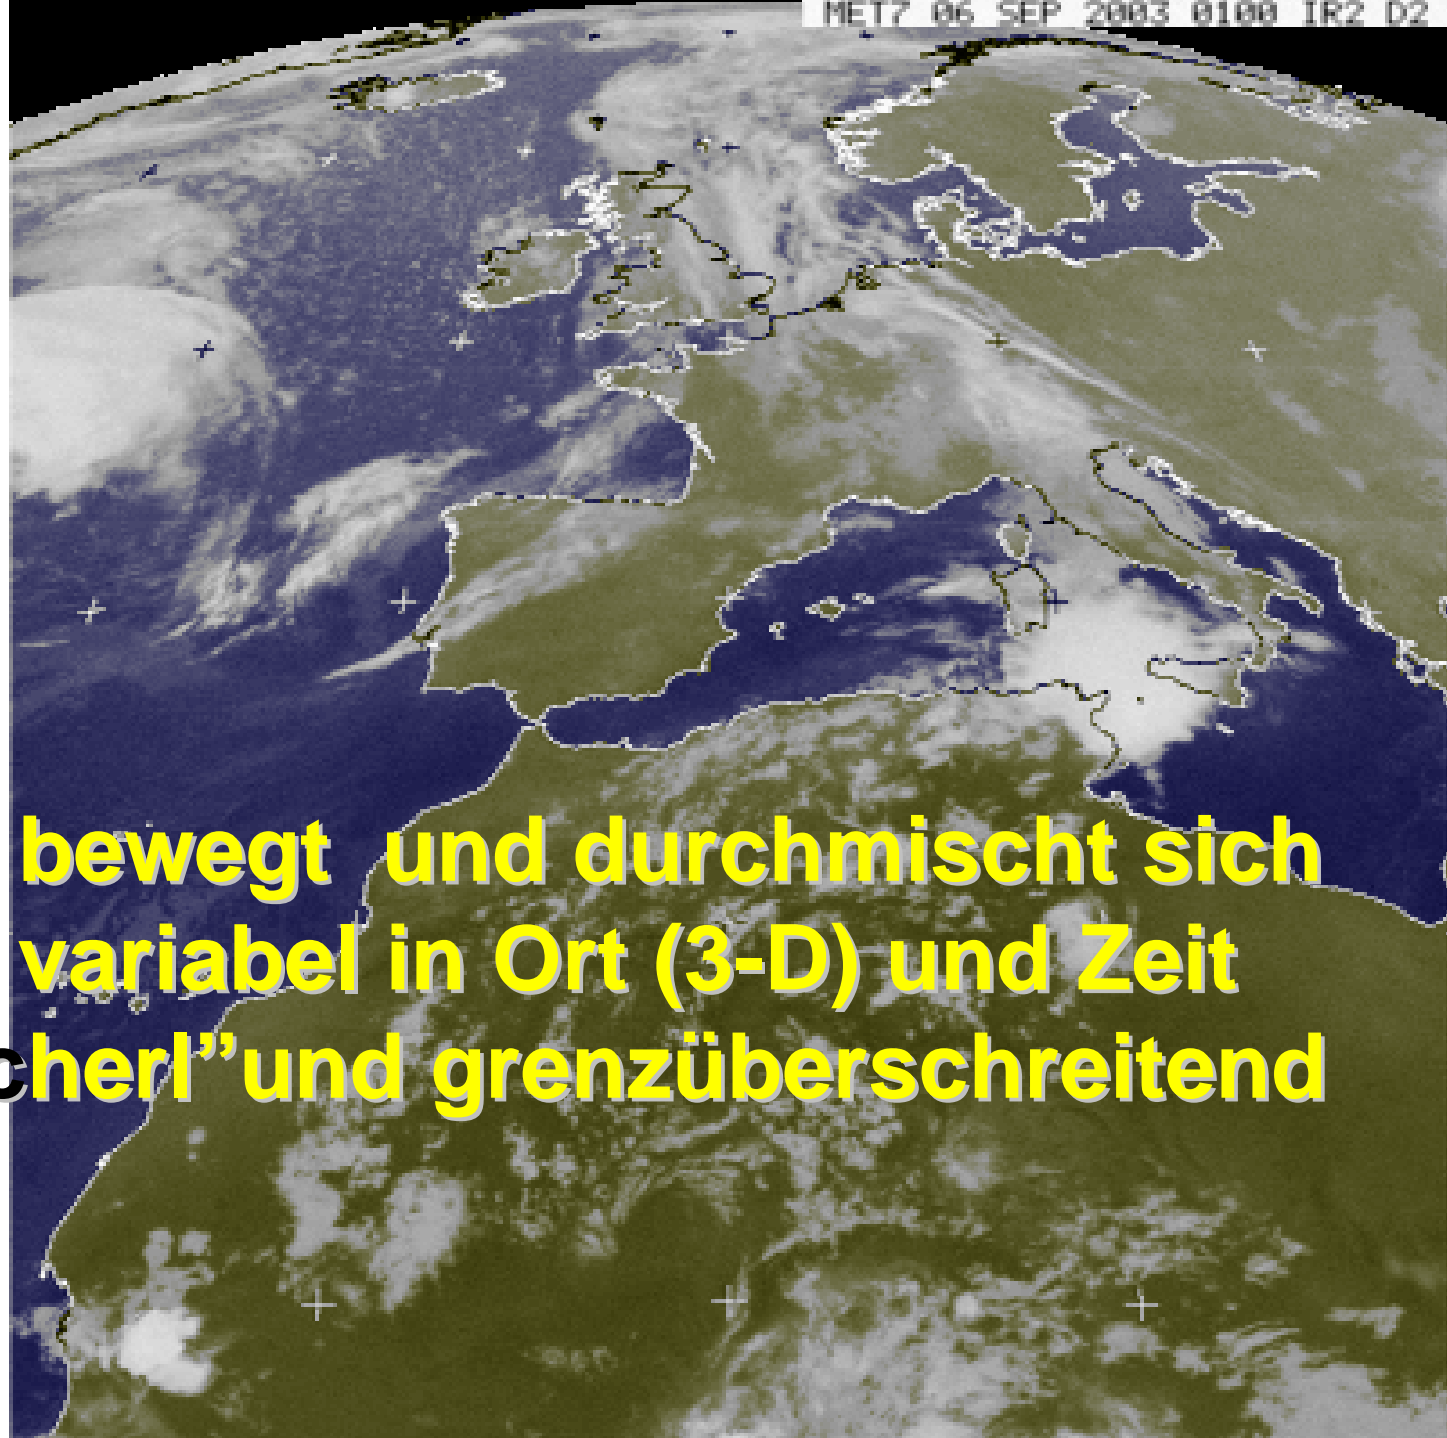 MET7 06 SEP 2003 0100 IR2 D2
bewegt und durchmischt sich
variabel in Ort (3-D) und Zeit
cherl”und grenzüberschreitend